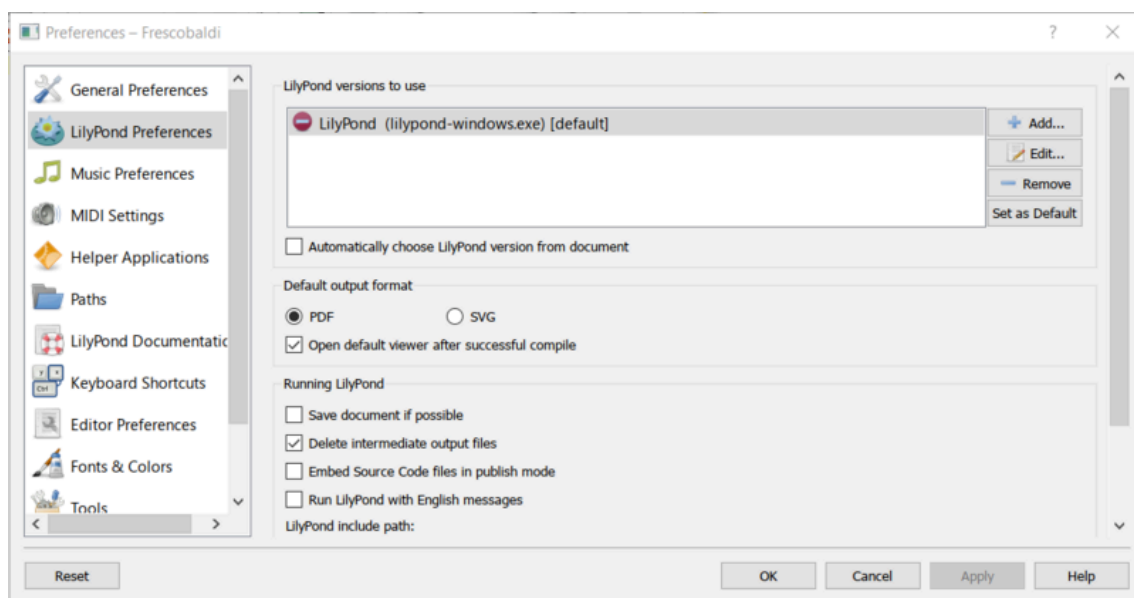 Preferences – Frescobaldi
?
General Preferences
LilyPond Preferences
Music Preferences
MIDI Settings
Helper Applications
Paths
LilyPond Documentatic
Keyboard Shortcuts
Editor Preferences
Fonts & Colors
Tools
LilyPond versions to use
LilyPond (lilypond-windows.exe) [default]
Add...
Edit...
Remove
Set as Default
Automatically choose LilyPond version from document
Default output format
PDF
SVG
Open default viewer after successful compile
Running LilyPond
Save document if possible
Delete intermediate output files
Embed Source Code files in publish mode
Run LilyPond with English messages
LilyPond include path:
Reset
OK
Cancel
Apply
Help